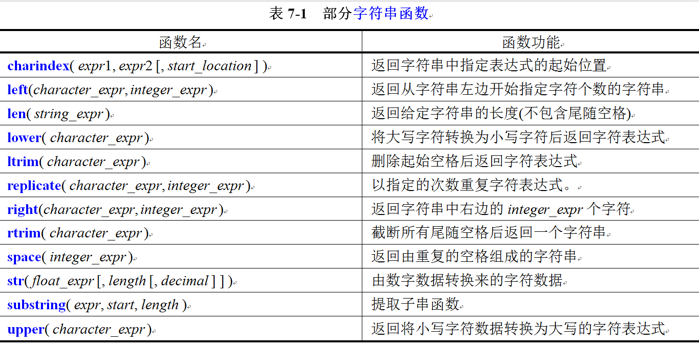 表 7-1 部分字符串函数
函数名 函数功能
charindex( expr1, expr2 [, start_location ] ) 返回字符串中指定表达式的起始位置
left(character_expr,integer_expr) 返回从字符串左边开始指定字符个数的字符串
len( string_expr) 返回给定字符串的长度(不包含尾随空格)
lower( character_expr) 将大写字符转换为小写字符后返回字符表达式
ltrim( character_expr) 删除起始空格后返回字符表达式
replicate( character_expr,integer_expr) 以指定的次数重复字符表达式。
right(character_expr,integer_expr) 返回字符串中右边的 integer_expr 个字符
rtrim( character_expr) 截断所有尾随空格后返回一个字符串
space( integer_expr) 返回由重复的空格组成的字符串
str( float_expr [, length [, decimal ] ] ) 由数字数据转换来的字符数据
substring( expr, start, length ) 提取子串函数
upper( character_expr) 返回将小写字符数据转换为大写的字符表达式